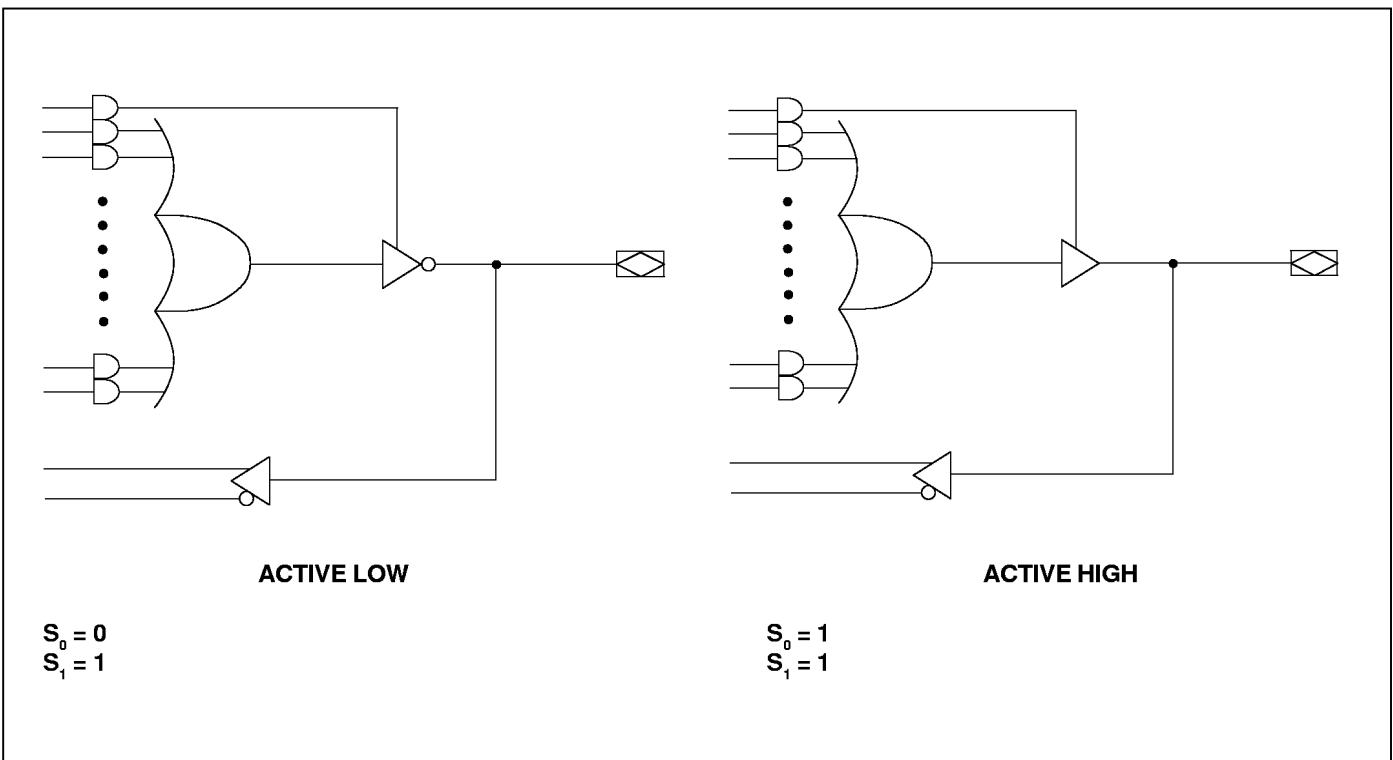 ACTIVE LOW
S₀ = 0
S₁ = 1
ACTIVE HIGH
S₀ = 1
S₁ = 1